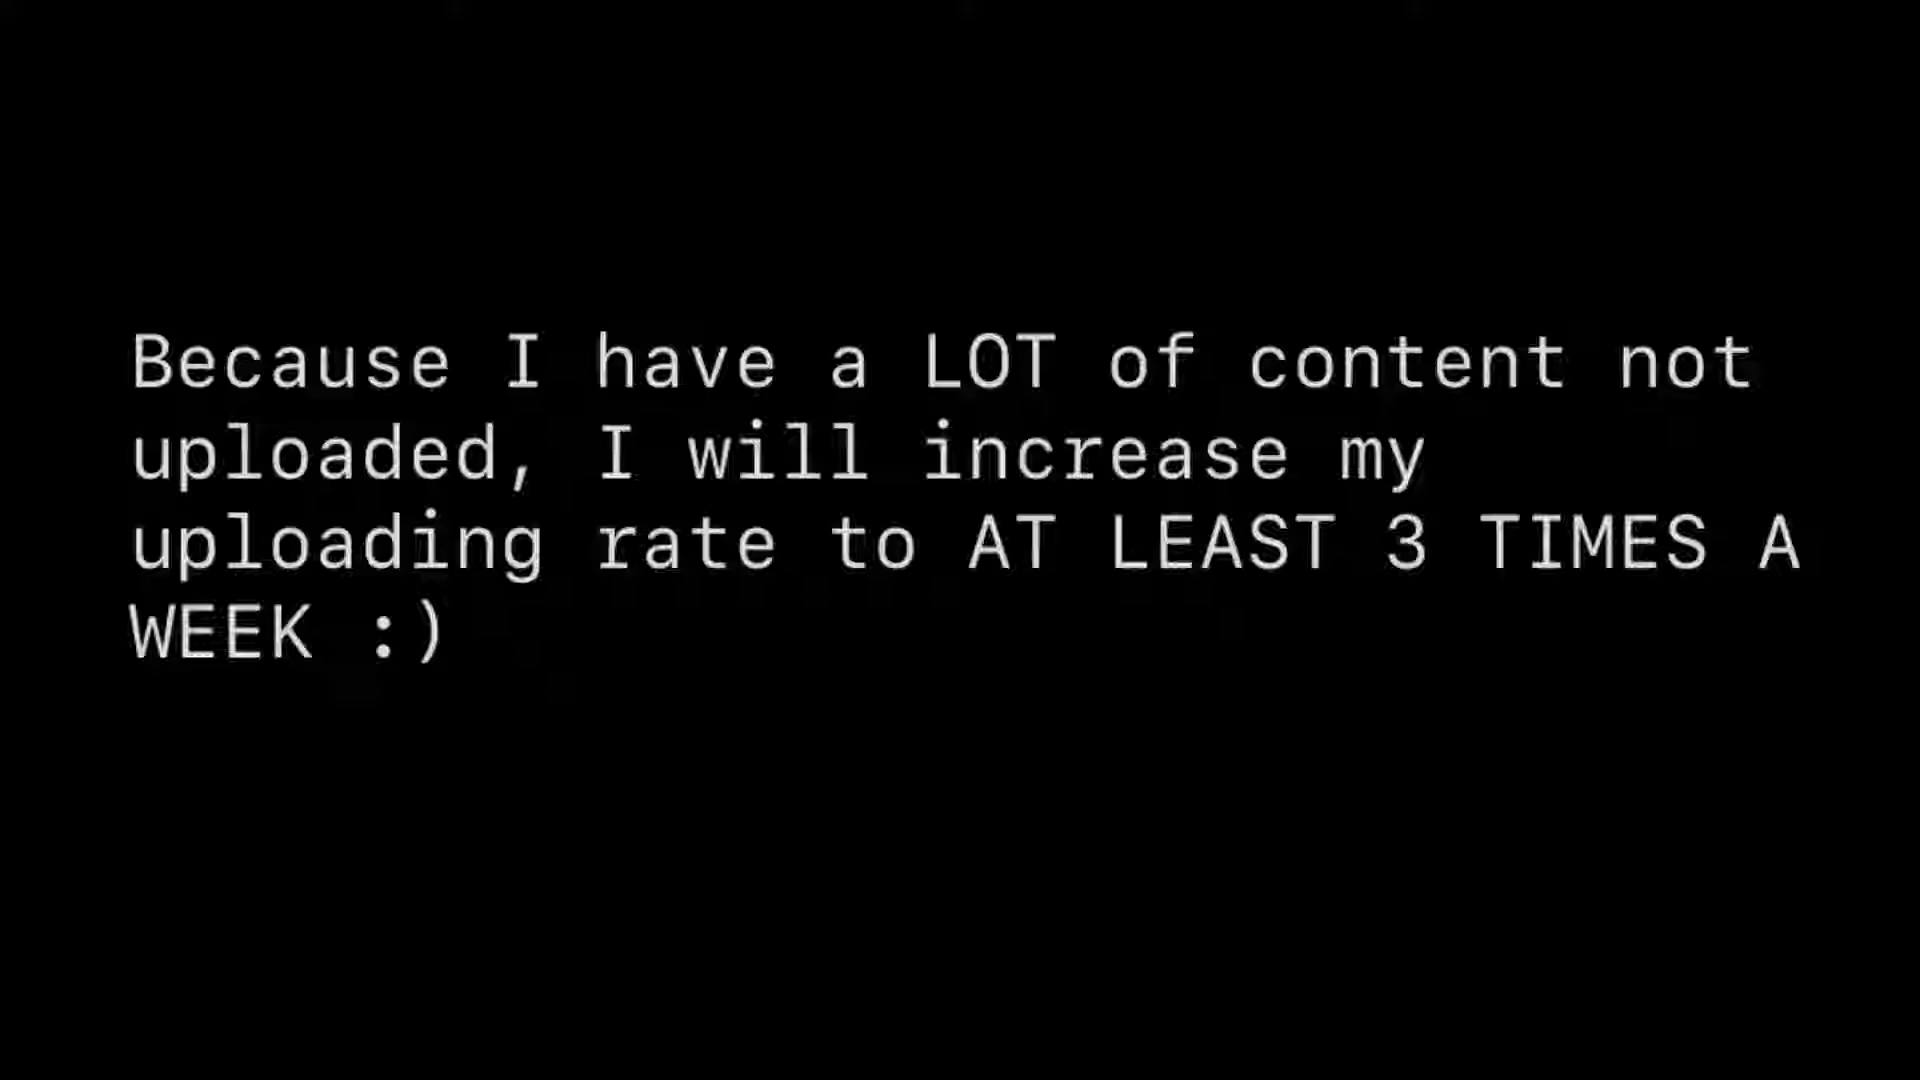 Because I have a LOT of content not
uploaded, I will increase my
uploading rate to AT LEAST 3 TIMES A
WEEK :)